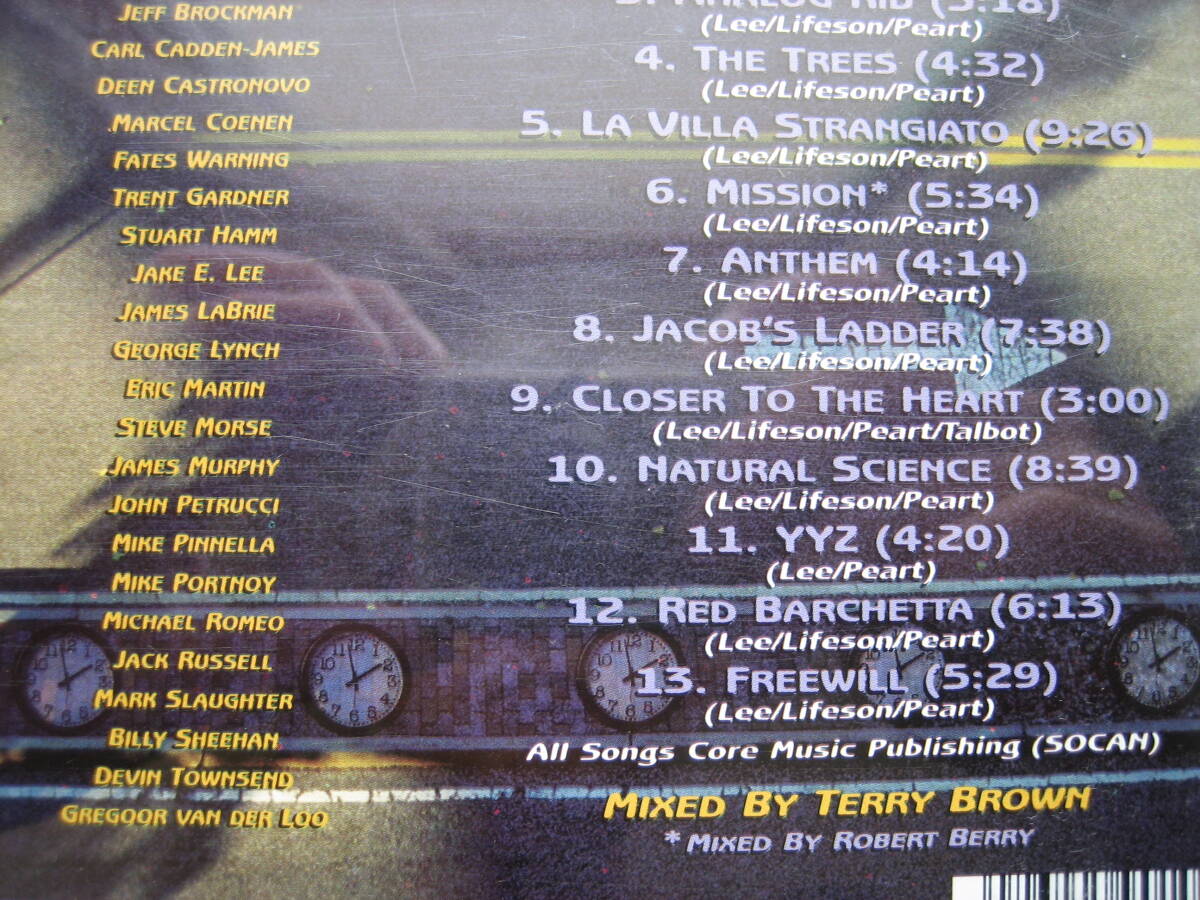 JEFF BROCKMAN
CARL CADDEN-JAMES
DEEN CASTRONOVO
MARCEL COENEN
FATES WARNING
TRENT GARDNER
STUART HAMM
JAKE E. LEE
JAMES LABRIE
GEORGE LYNCH
ERIC MARTIN
STEVE MORSE
JAMES MURPHY
JOHN PETRUCCI
MIKE PINNELLA
MIKE PORTNOY
MICHAEL ROMEO
JACK RUSSELL
MARK SLAUGHTER
BILLY SHEEHAN
DEVIN TOWNSEND
GREGOOR VAN DER LOO
3. ANALOG KID (5:18)
(Lee/Lifeson/Peart)
4. THE TREES (4:32)
(Lee/Lifeson/Peart)
5. LA VILLA STRANGIATO (9:26)
(Lee/Lifeson/Peart)
6. MISSION* (5:34)
(Lee/Lifeson/Peart)
7. ANTHEM (4:14)
(Lee/Lifeson/Peart)
8. JACOB'S LADDER (7:38)
(Lee/Lifeson/Peart)
9. CLOSER TO THE HEART (3:00)
(Lee/Lifeson/Peart/Talbot)
10. NATURAL SCIENCE (8:39)
(Lee/Lifeson/Peart)
11. YYZ (4:20)
(Lee/Peart)
12. RED BARCHETTA (6:13)
(Lee/Lifeson/Peart)
13. FREEWILL (5:29)
(Lee/Lifeson/Peart)
All Songs Core Music Publishing (SOCAN)
MIXED BY TERRY BROWN
* MIXED BY ROBERT BERRY